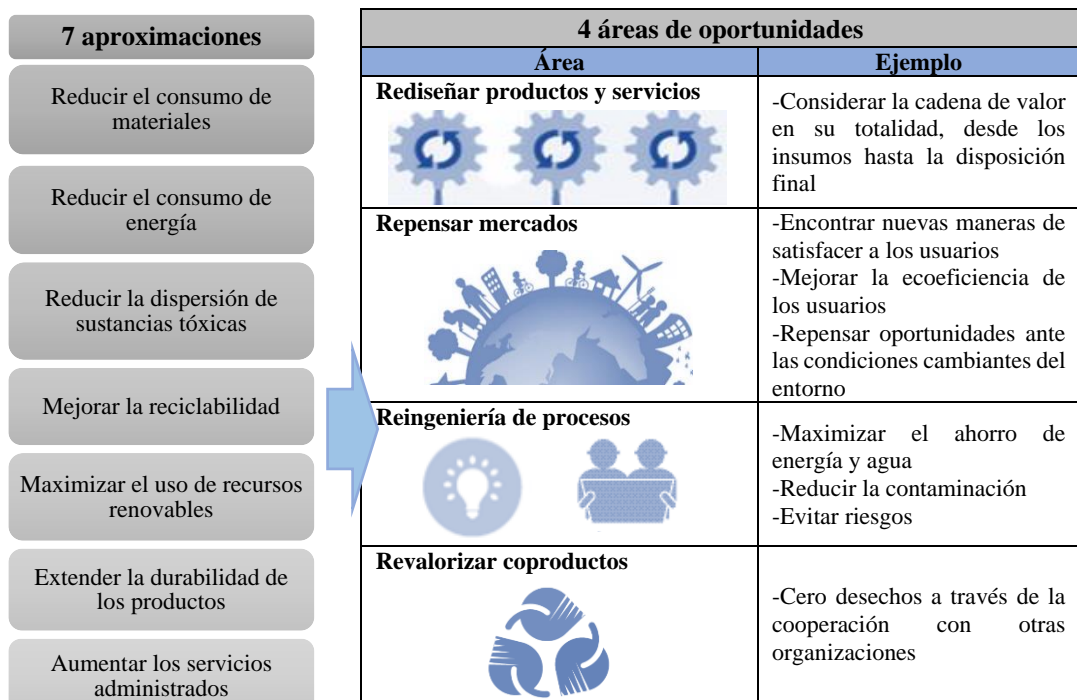 7 aproximaciones
Reducir el consumo de
materiales
Reducir el consumo de
energía
Reducir la dispersión de
sustancias tóxicas
Mejorar la reciclabilidad
Maximizar el uso de recursos
renovables
Extender la durabilidad de
los productos
Aumentar los servicios
administrados
4 áreas de oportunidades
Área
Ejemplo
Rediseñar productos y servicios
-Considerar la cadena de valor
en su totalidad, desde los
insumos hasta la disposición
final
Repensar mercados
-Encontrar nuevas maneras de
satisfacer a los usuarios
-Mejorar la ecoeficiencia de
los usuarios
-Repensar oportunidades ante
las condiciones cambiantes del
entorno
Reingeniería de procesos
-Maximizar el ahorro de
energía y agua
-Reducir la contaminación
-Evitar riesgos
Revalorizar coproductos
-Cero desechos a través de la
cooperación con otras
organizaciones